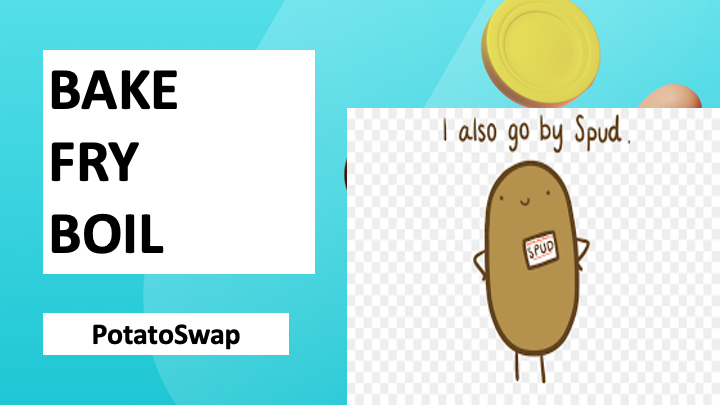 BAKE
FRY
BOIL
PotatoSwap
I also go by Spud.
SPUD